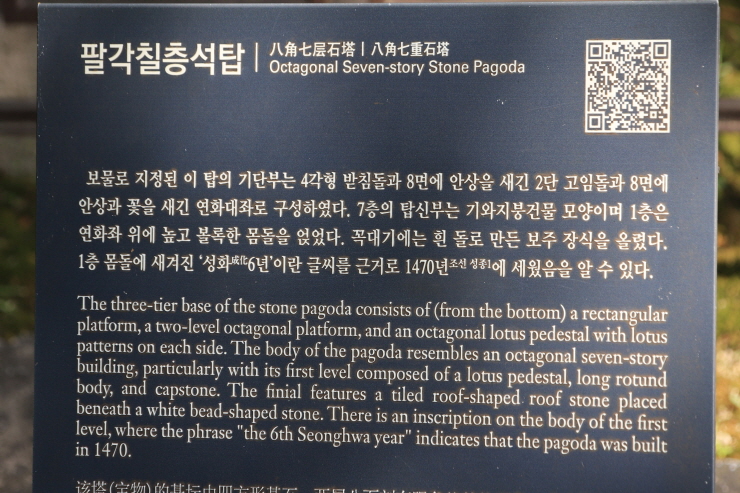 팔각칠층석탑
八角七层石塔 | 八角七重石塔
Octagonal Seven-story Stone Pagoda
보물로 지정된 이 탑의 기단부는 4각형 받침돌과 8면에 안상을 새긴 2단 고임돌과 8면에
안상과 꽃을 새긴 연화대좌로 구성하였다. 7층의 탑신부는 기와지붕건물 모양이며 1층은
연화좌 위에 높고 볼록한 몸돌을 얹었다. 꼭대기에는 흰 돌로 만든 보주 장식을 올렸다.
1층 몸돌에 새겨진 '성화成化6년'이란 글씨를 근거로 1470년조선 성종1에 세웠음을 알 수 있다.
The three-tier base of the stone pagoda consists of (from the bottom) a rectangular
platform, a two-level octagonal platform, and an octagonal lotus pedestal with lotus
patterns on each side. The body of the pagoda resembles an octagonal seven-story
building, particularly with its first level composed of a lotus pedestal, long rotund
body, and capstone. The finial features a tiled roof-shaped roof stone placed
beneath a white bead-shaped stone. There is an inscription on the body of the first
level, where the phrase "the 6th Seonghwa year" indicates that the pagoda was built
in 1470.
该塔(宝物)的基坛由四方形基石